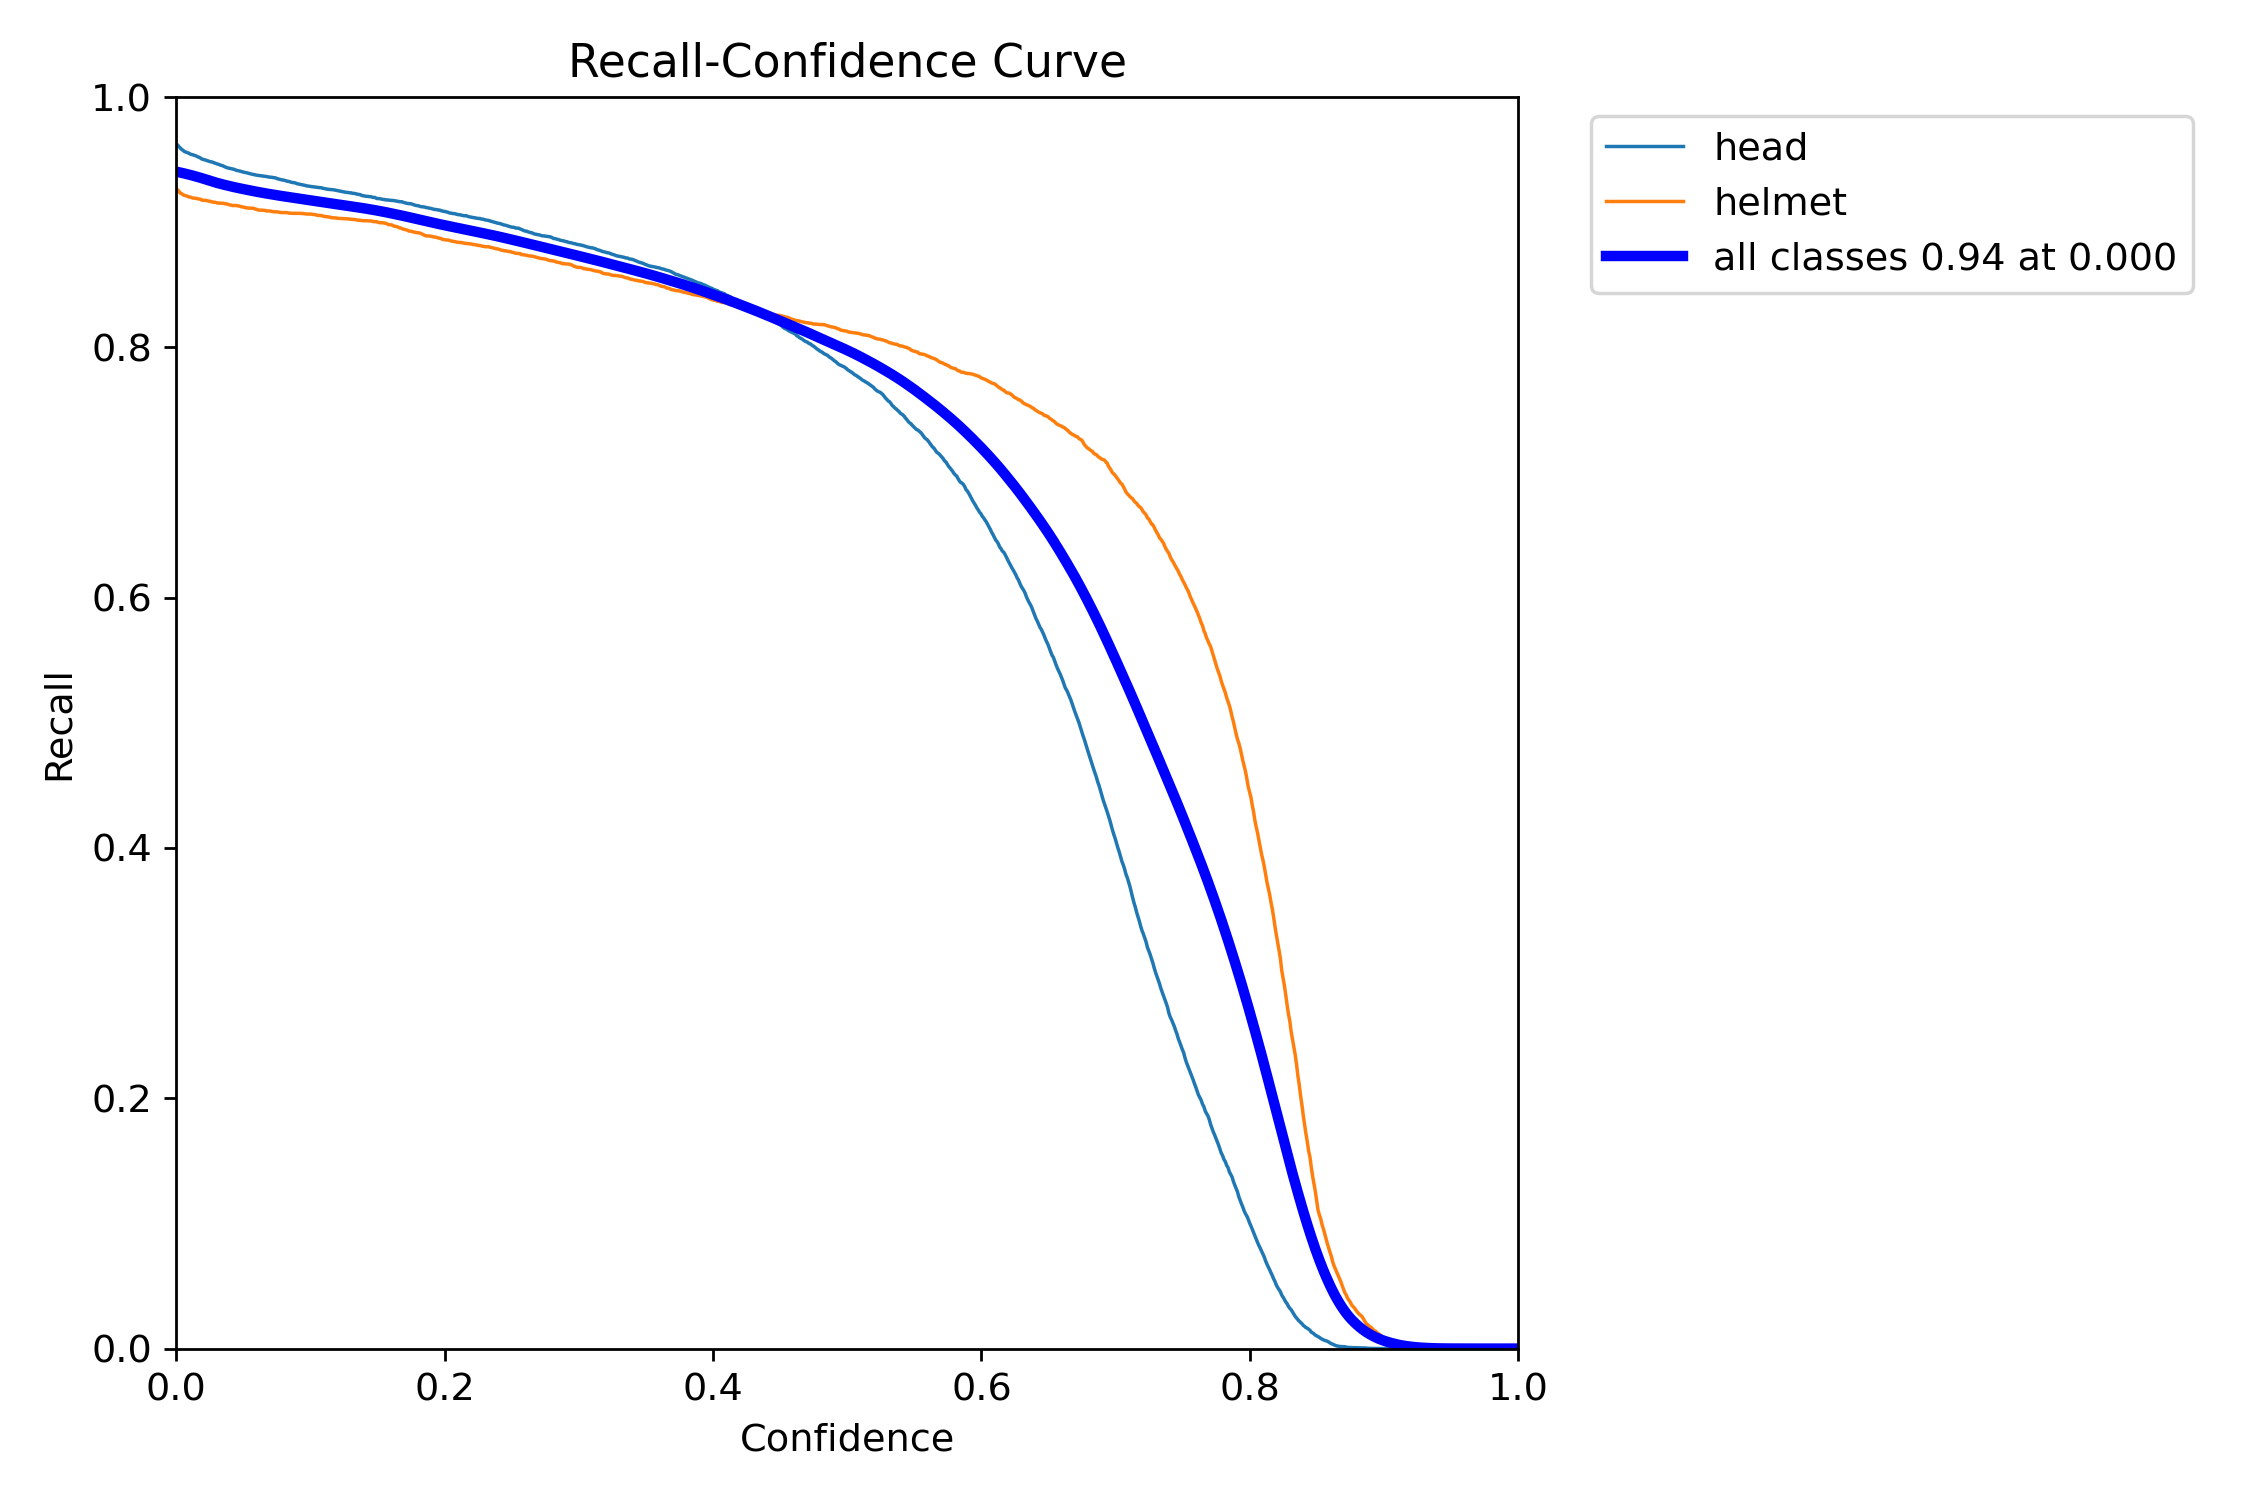 Recall-Confidence Curve
1.0
0.8
0.6
0.4
0.2
0.0
Recall
0.0 0.2 0.4 0.6 0.8 1.0
Confidence
head
helmet
all classes 0.94 at 0.000